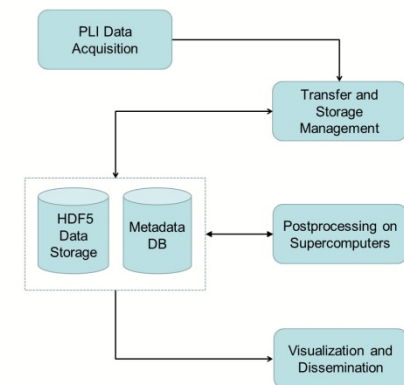 PLI Data
Acquisition
Transfer and
Storage
Management
HDF5
Data
Storage
Metadata
DB
Postprocessing on
Supercomputers
Visualization and
Dissemination